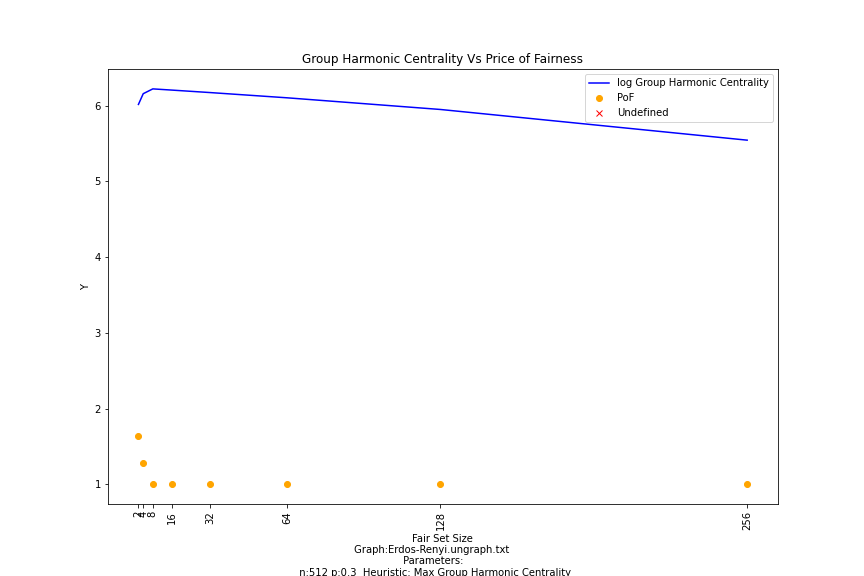 Group Harmonic Centrality Vs Price of Fairness
log Group Harmonic Centrality
PoF
Undefined
6
5
4
3
2
1
Y
2
4
8
16
32
64
128
256
Fair Set Size
Graph:Erdos-Renyi.ungraph.txt
Parameters:
n:512 p:0.3 Heuristic: Max Group Harmonic Centrality